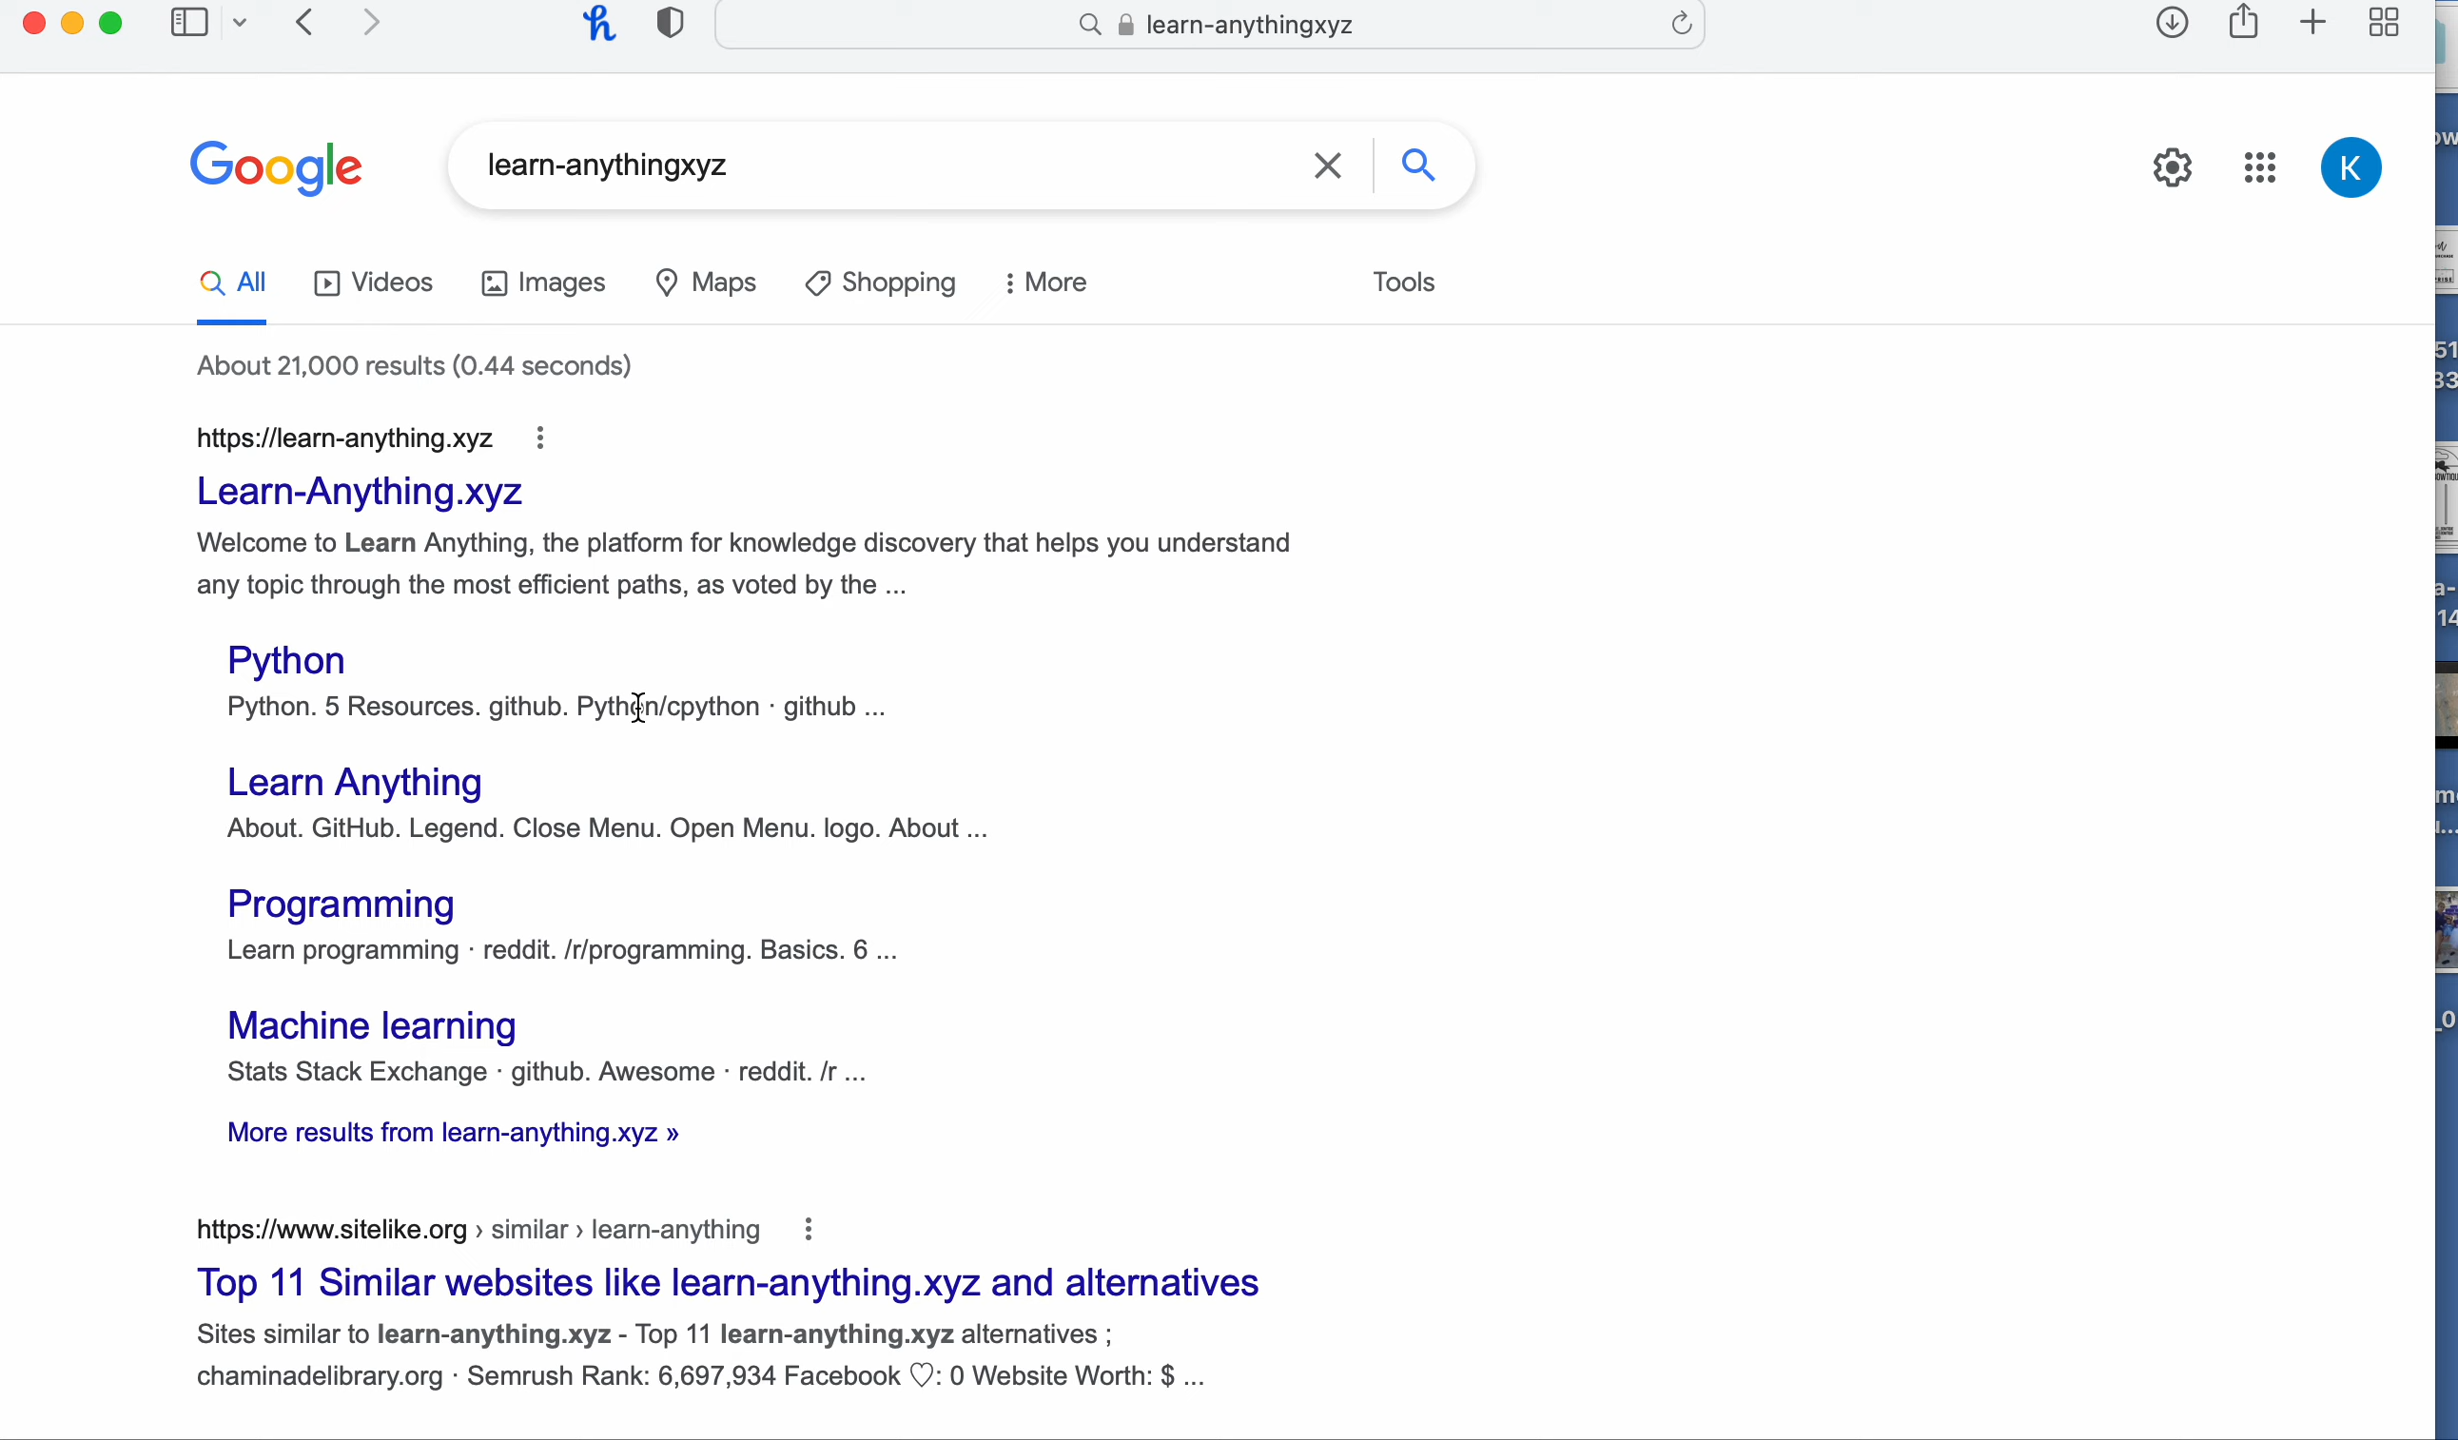 learn-anythingxyz
Google
learn-anythingxyz
K
All
Videos
Images
Maps
Shopping
More
Tools
About 21,000 results (0.44 seconds)
https://learn-anything.xyz
Learn-Anything.xyz
Welcome to Learn Anything, the platform for knowledge discovery that helps you understand
any topic through the most efficient paths, as voted by the ...
Python
Python. 5 Resources. github. Python/cpython · github ...
Learn Anything
About. GitHub. Legend. Close Menu. Open Menu. logo. About ...
Programming
Learn programming · reddit. /r/programming. Basics. 6 ...
Machine learning
Stats Stack Exchange · github. Awesome · reddit. /r ...
More results from learn-anything.xyz »
https://www.sitelike.org › similar › learn-anything
Top 11 Similar websites like learn-anything.xyz and alternatives
Sites similar to learn-anything.xyz - Top 11 learn-anything.xyz alternatives ;
chaminadelibrary.org · Semrush Rank: 6,697,934 Facebook ♡: 0 Website Worth: $ ...